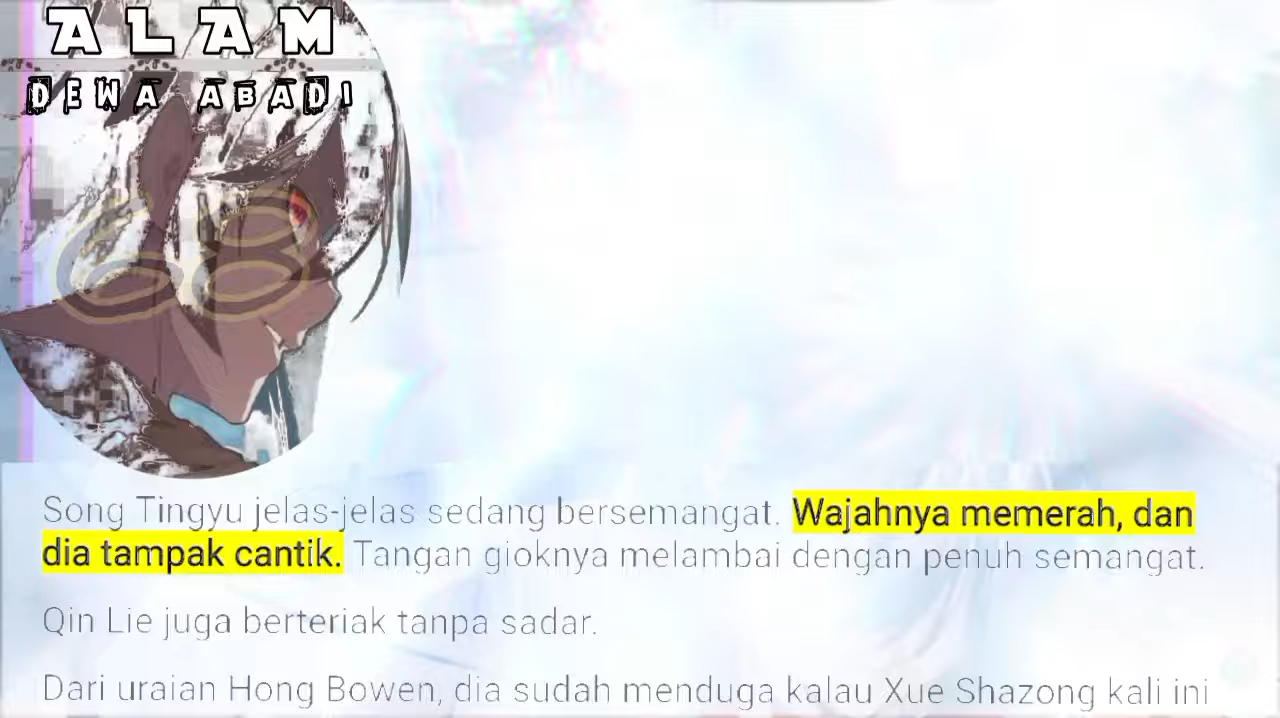 ALAM
DEWA ABADI
68
Song Tingyu jelas-jelas sedang bersemangat. Wajahnya memerah, dan
dia tampak cantik. Tangan gioknya melambai dengan penuh semangat.
Qin Lie juga berteriak tanpa sadar.
Dari uraian Hong Bowen, dia sudah menduga kalau Xue Shazong kali ini